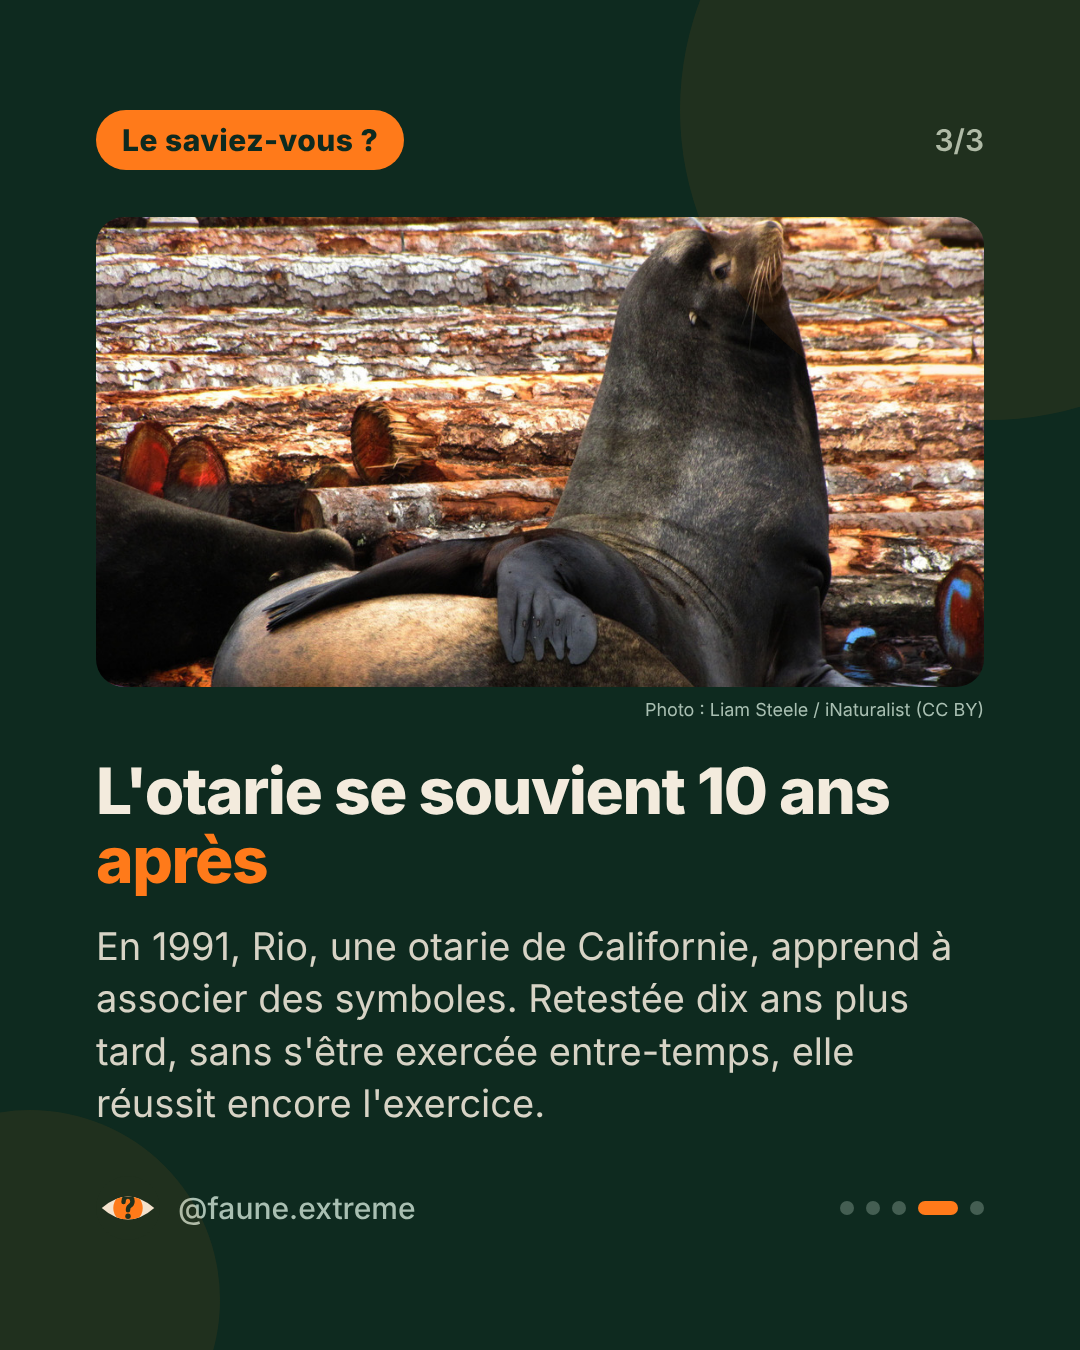 Le saviez-vous ?
3/3
Photo : Liam Steele / iNaturalist (CC BY)
L'otarie se souvient 10 ans
après
En 1991, Rio, une otarie de Californie, apprend à
associer des symboles. Retestée dix ans plus
tard, sans s'être exercée entre-temps, elle
réussit encore l'exercice.
?
@faune.extreme